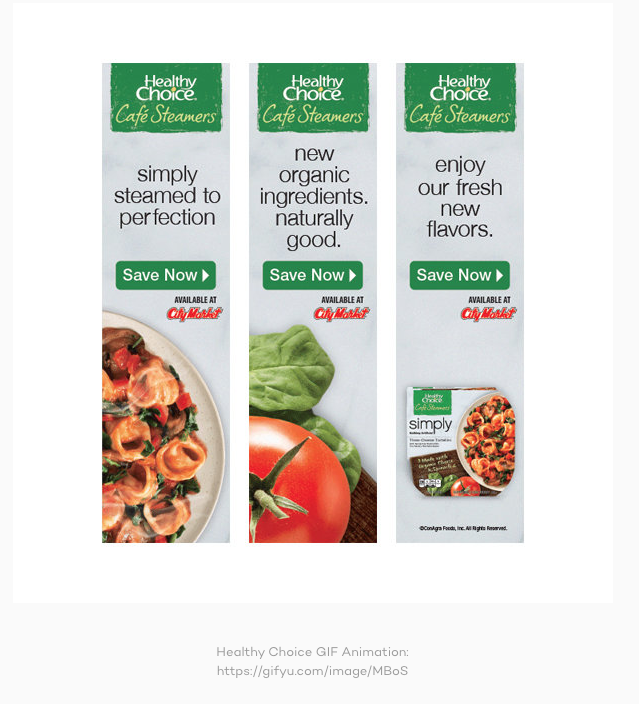 Healthy
Choice.
Café Steamers
simply
steamed to
perfection
Save Now
AVAILABLE AT
City Market
Healthy
Choice.
Café Steamers
new
organic
ingredients.
naturally
good.
Save Now
AVAILABLE AT
City Market
Healthy
Choice.
Café Steamers
enjoy
our fresh
new
flavors.
Save Now
AVAILABLE AT
City Market
Healthy
Choice
Café Steamers
simply
Three Cheese Tortellini
©ConAgra Foods, Inc. All Rights Reserved.
Healthy Choice GIF Animation:
https://gifyu.com/image/MBoS